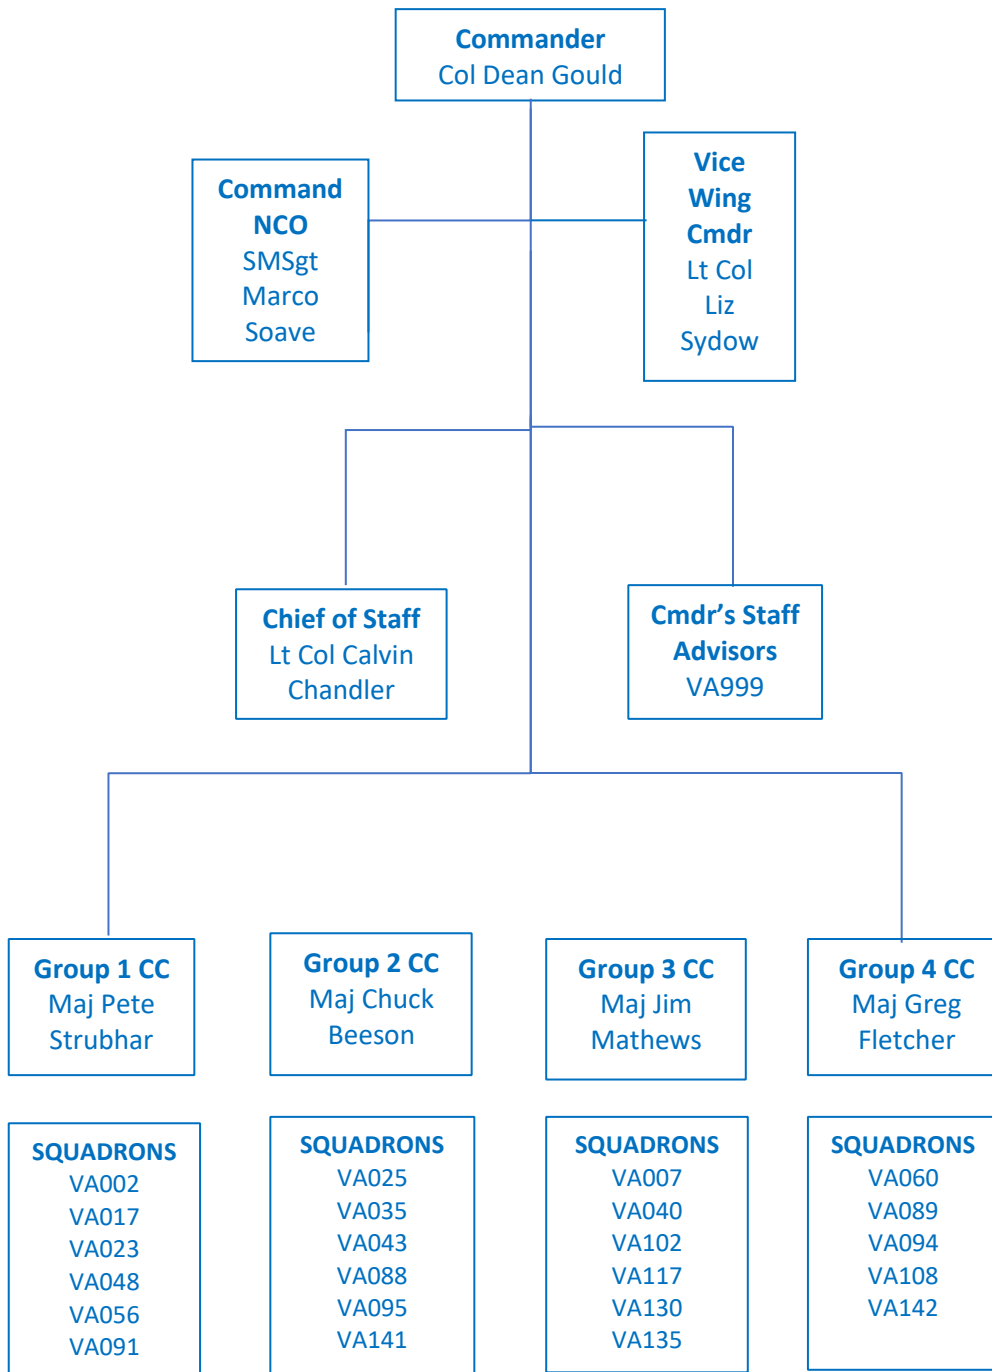 Commander
Col Dean Gould
Command
NCO
SMSgt
Marco
Soave
Vice
Wing
Cmdr
Lt Col
Liz
Sydow
Chief of Staff
Lt Col Calvin
Chandler
Cmdr's Staff
Advisors
VA999
Group 1 CC
Maj Pete
Strubhar
Group 2 CC
Maj Chuck
Beeson
Group 3 CC
Maj Jim
Mathews
Group 4 CC
Maj Greg
Fletcher
SQUADRONS
VA002
VA017
VA023
VA048
VA056
VA091
SQUADRONS
VA025
VA035
VA043
VA088
VA095
VA141
SQUADRONS
VA007
VA040
VA102
VA117
VA130
VA135
SQUADRONS
VA060
VA089
VA094
VA108
VA142